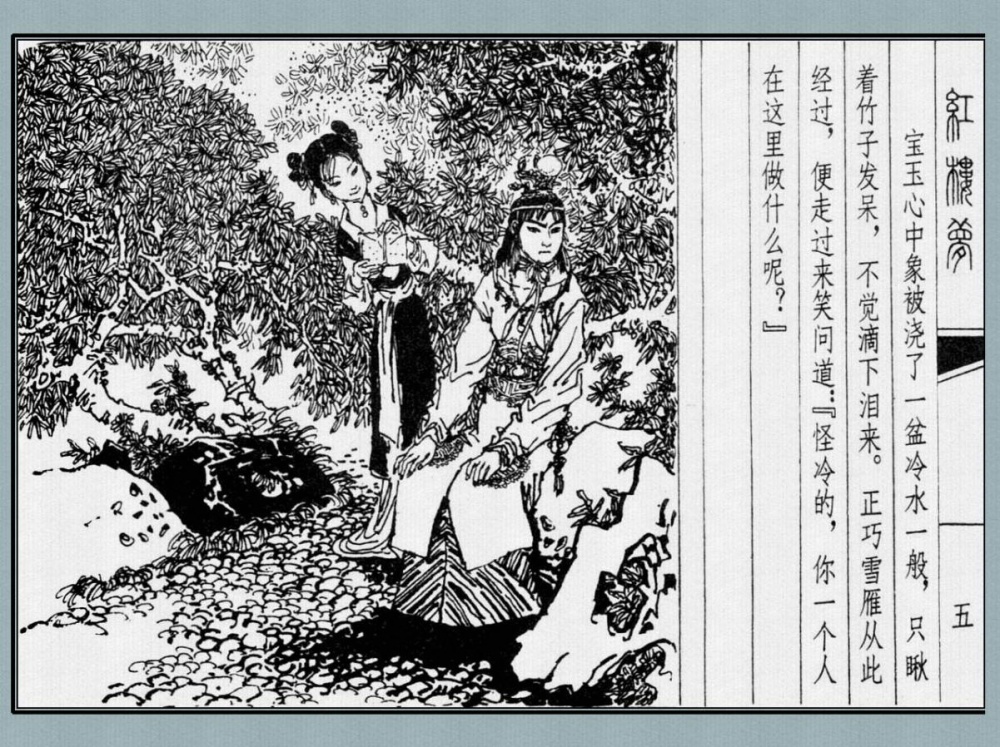 紅樓夢
五
宝玉心中象被浇了一盆冷水一般，只瞅
着竹子发呆，不觉滴下泪来。正巧雪雁从此
经过，便走过来笑问道：『怪冷的，你一个人
在这里做什么呢？』